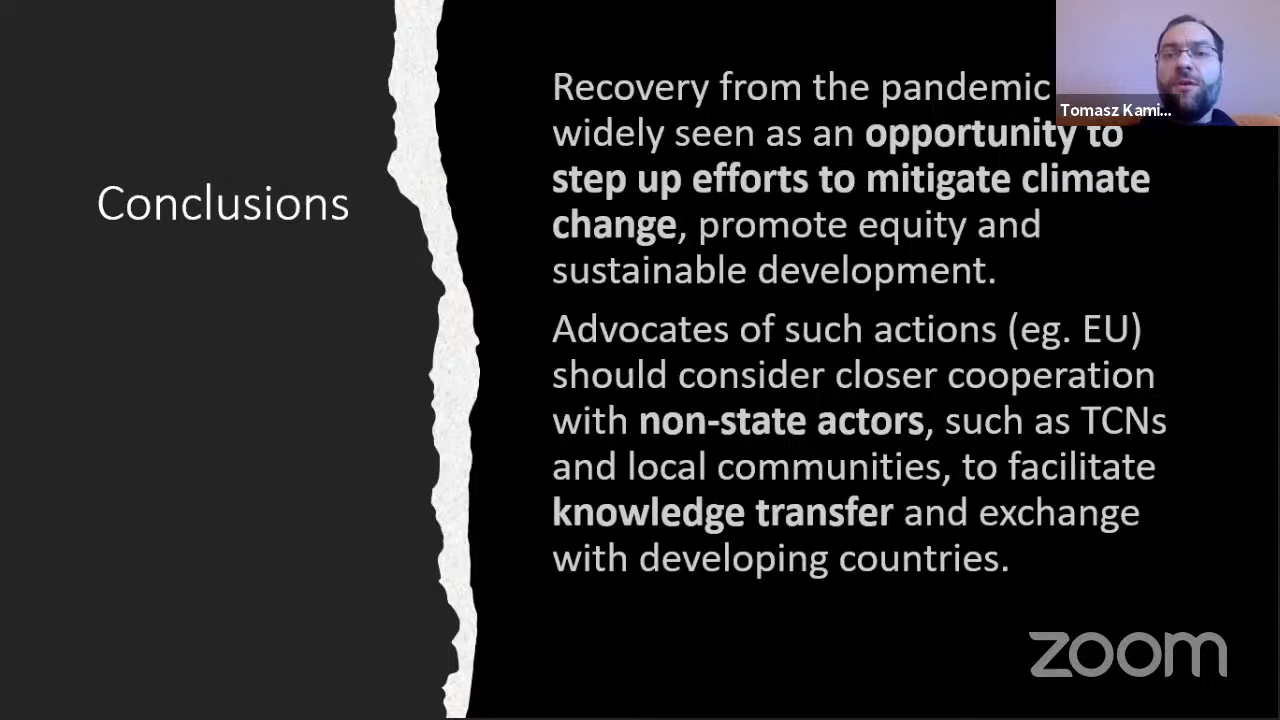 Conclusions
Recovery from the pandemic
widely seen as an opportunity to
step up efforts to mitigate climate
change, promote equity and
sustainable development.
Advocates of such actions (eg. EU)
should consider closer cooperation
with non-state actors, such as TCNs
and local communities, to facilitate
knowledge transfer and exchange
with developing countries.
Tomasz Kami...
zoom